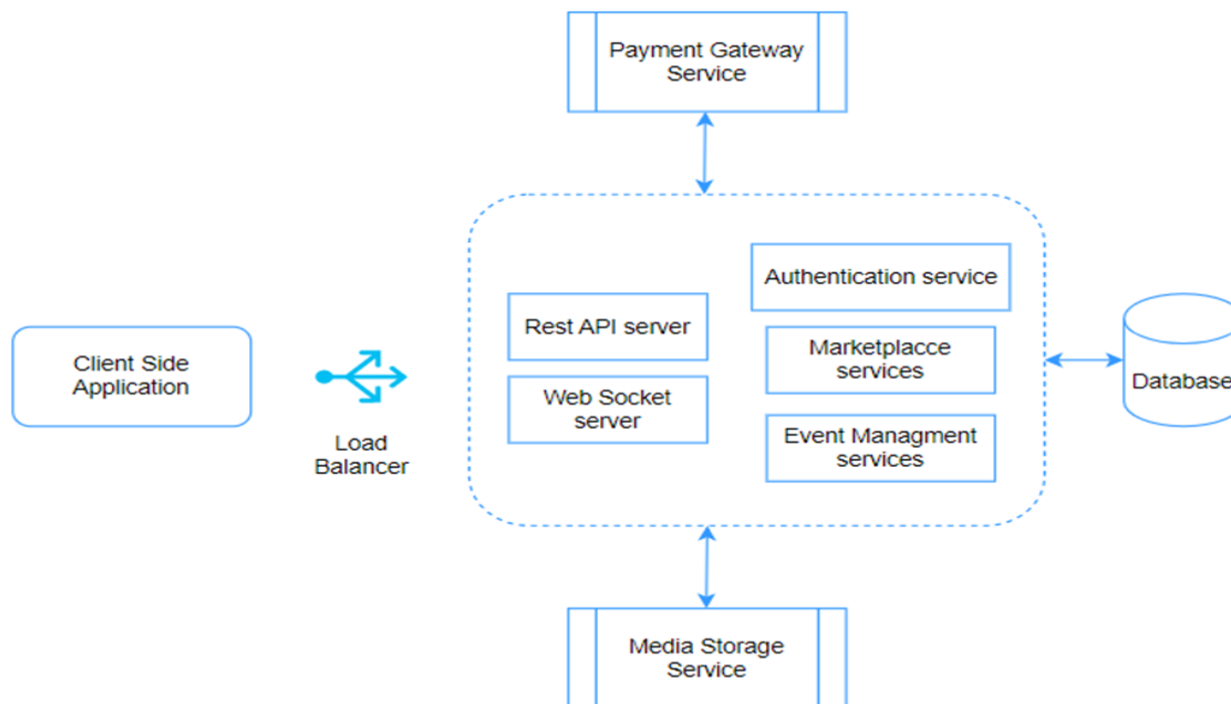 Payment Gateway
Service
Authentication service
Rest API server
Marketplacce
services
Client Side
Application
Database
Web Socket
server
Event Managment
services
Load
Balancer
Media Storage
Service